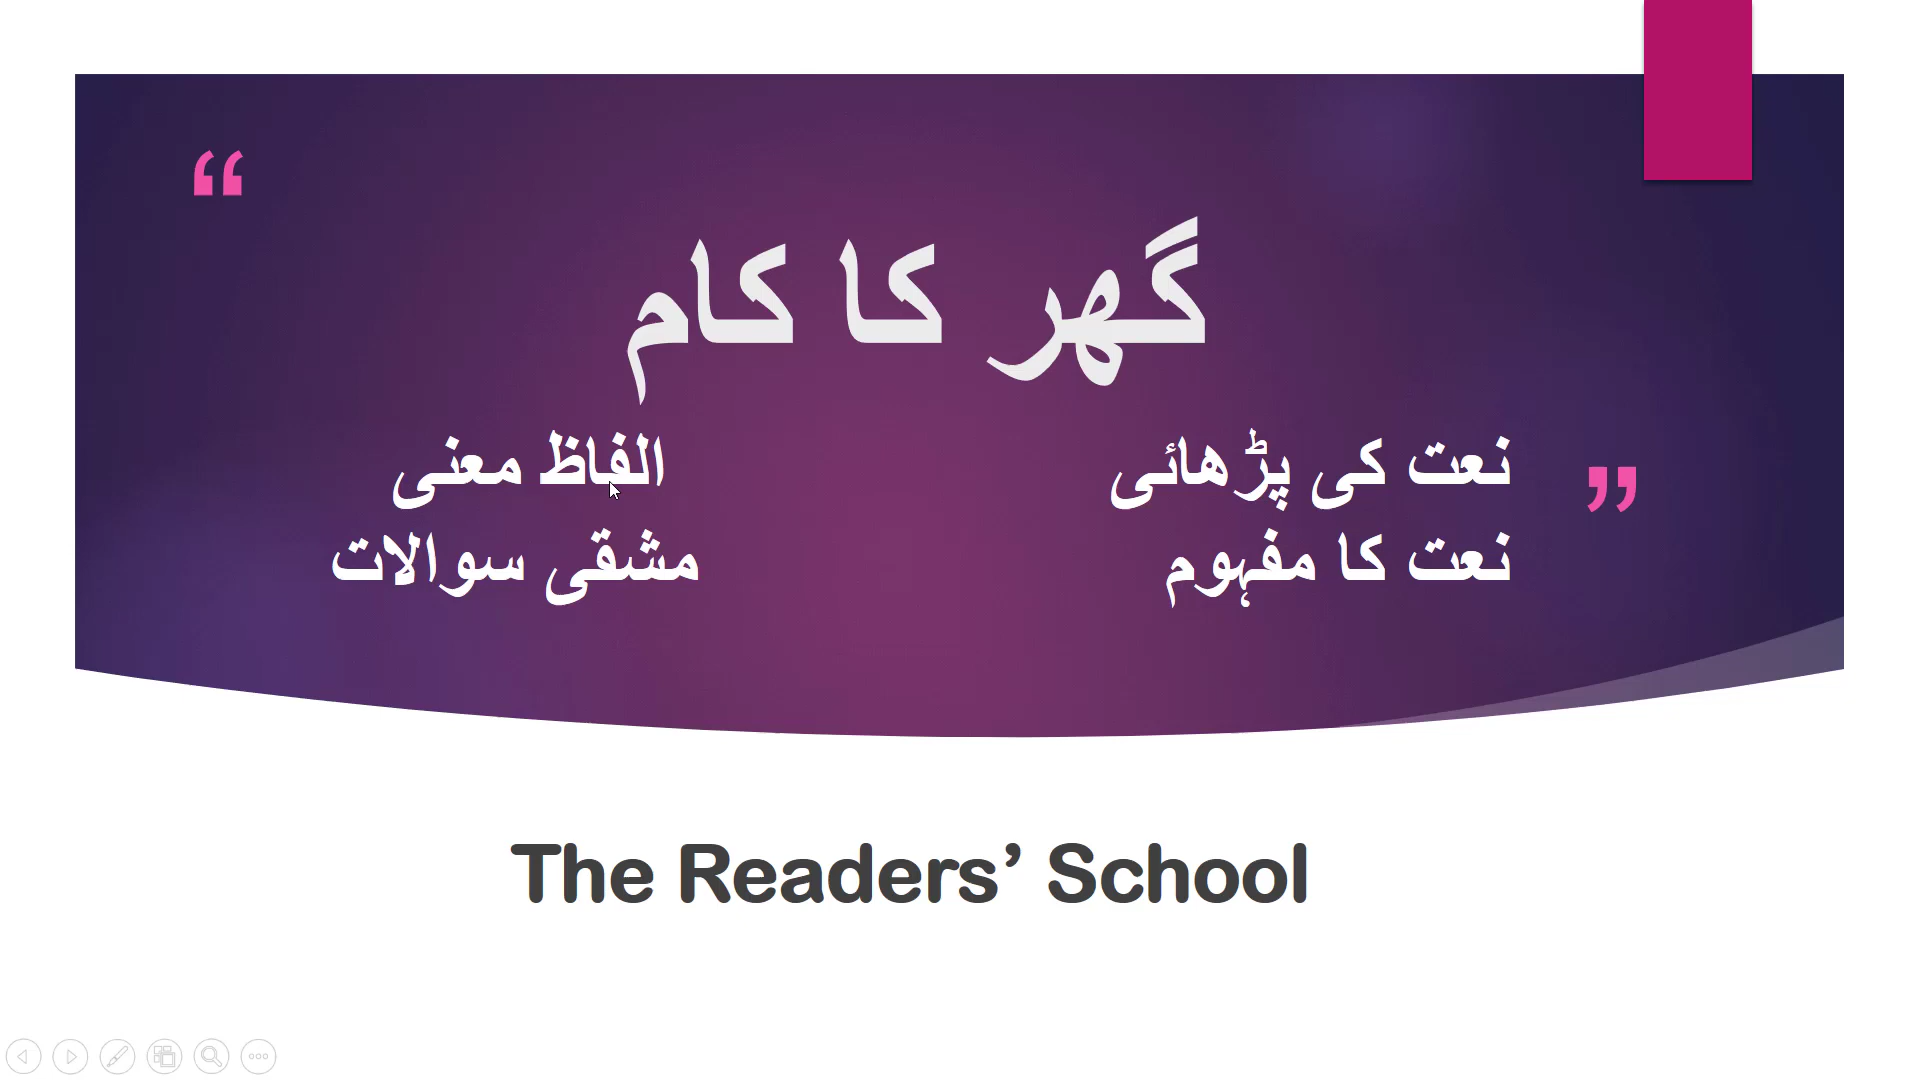 “
گھر کا کام
نعت کی پڑھائی الفاظ معنی
نعت کا مفہوم مشقی سوالات
”
The Readers’ School